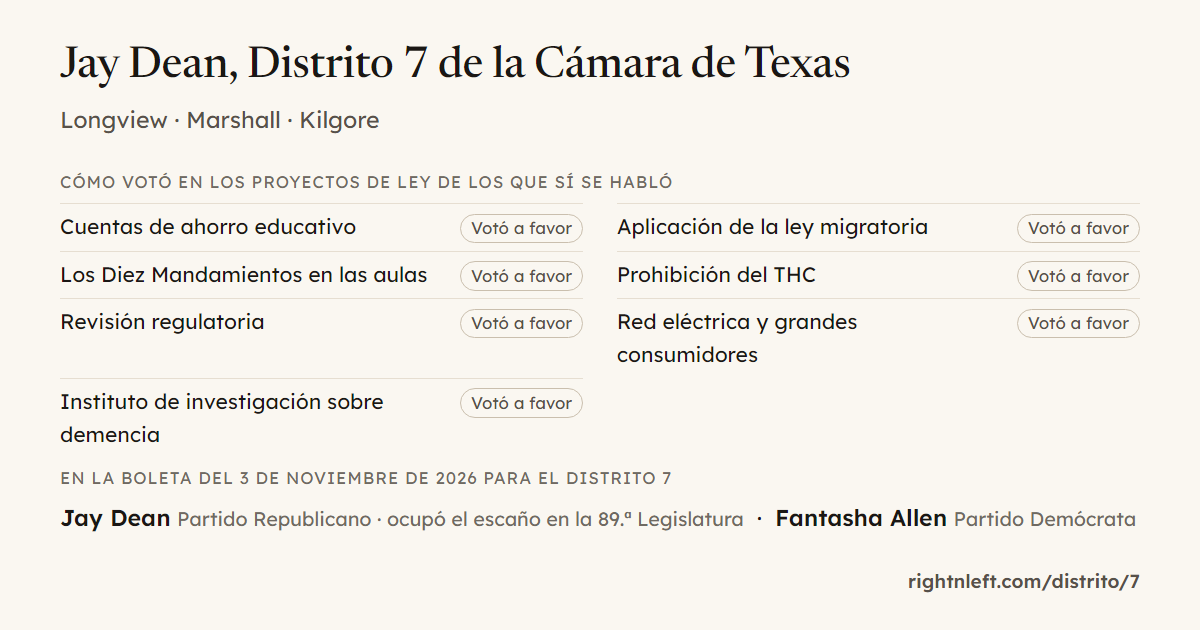 Jay Dean, Distrito 7 de la Cámara de Texas
Longview · Marshall · Kilgore
CÓMO VOTÓ EN LOS PROYECTOS DE LEY DE LOS QUE SÍ SE HABLÓ
Cuentas de ahorro educativo Votó a favor
Aplicación de la ley migratoria Votó a favor
Los Diez Mandamientos en las aulas Votó a favor
Prohibición del THC Votó a favor
Revisión regulatoria Votó a favor
Red eléctrica y grandes Votó a favor
consumidores
Instituto de investigación sobre Votó a favor
demencia
EN LA BOLETA DEL 3 DE NOVIEMBRE DE 2026 PARA EL DISTRITO 7
Jay Dean Partido Republicano · ocupó el escaño en la 89.ª Legislatura · Fantasha Allen Partido Demócrata
rightnleft.com/distrito/7